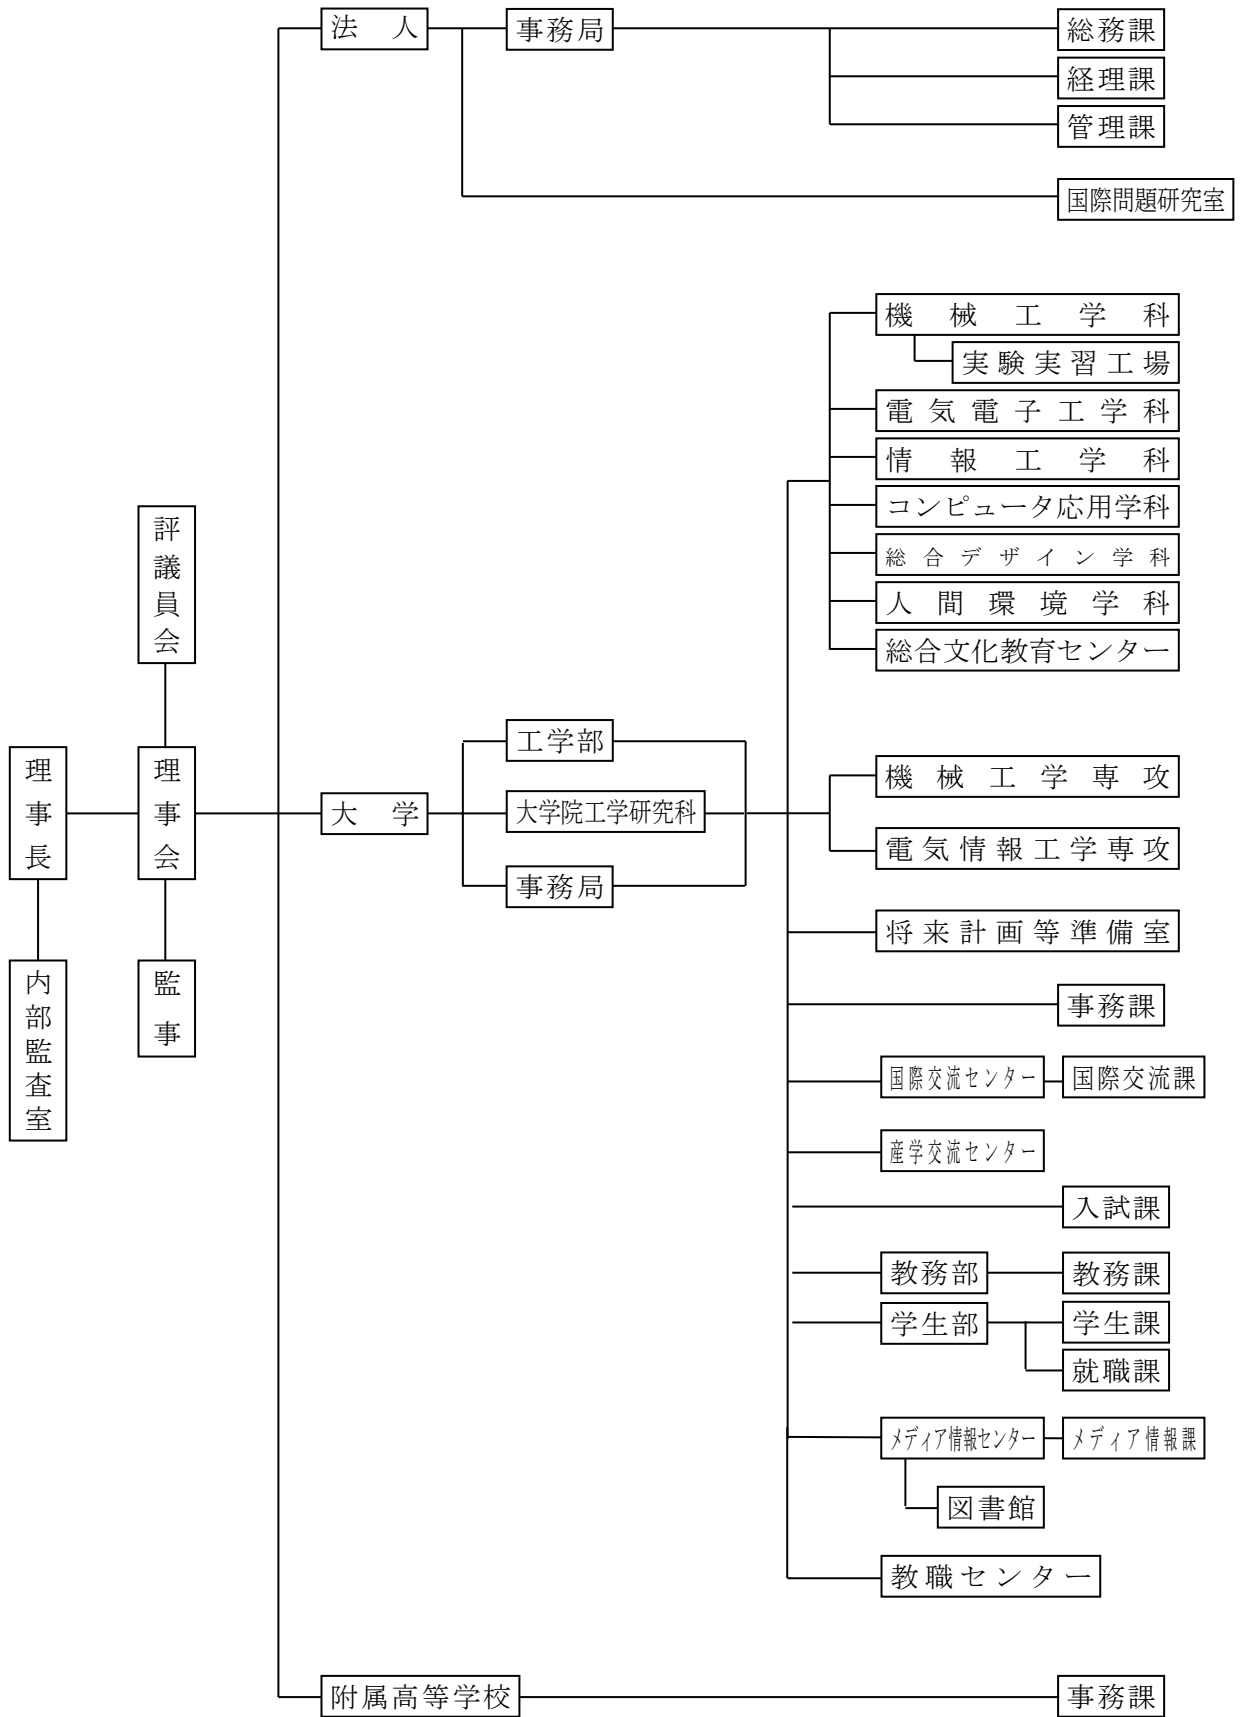 法人
事務局
総務課
経理課
管理課
国際問題研究室
機械工学科
実験実習工場
電気電子工学科
情報工学科
コンピュータ応用学科
総合デザイン学科
人間環境学科
総合文化教育センター
評議員会
理事長
理事会
監事
内部監査室
大学
工学部
大学院工学研究科
事務局
機械工学専攻
電気情報工学専攻
将来計画等準備室
事務課
国際交流センター
国際交流課
産学交流センター
入試課
教務部
教務課
学生部
学生課
就職課
メディア情報センター
メディア情報課
図書館
教職センター
附属高等学校
事務課